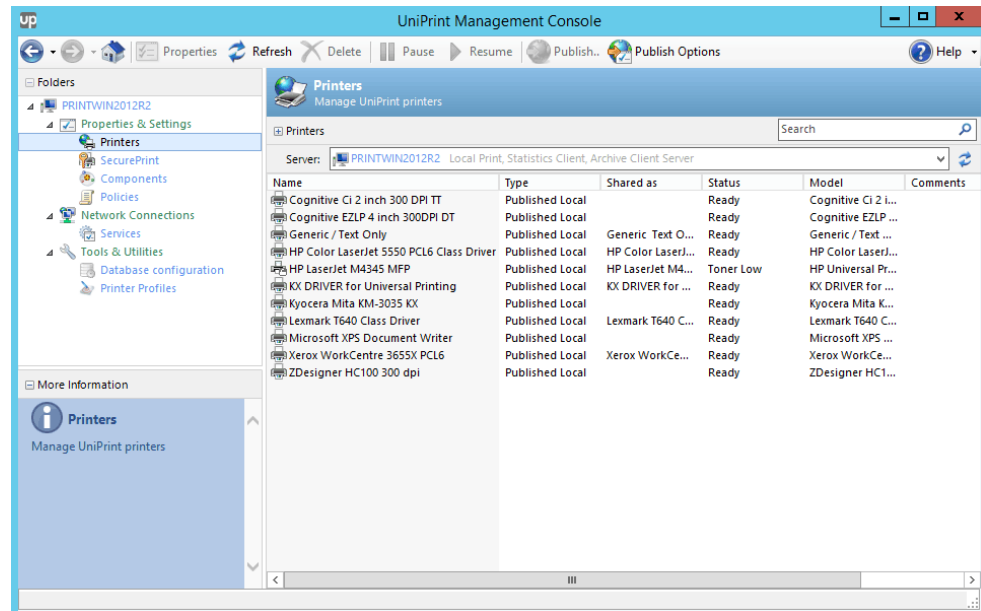 up UniPrint Management Console
Properties Refresh Delete Pause Resume Publish.. Publish Options Help
Folders
PRINTWIN2012R2
Properties & Settings
Printers
SecurePrint
Components
Policies
Network Connections
Services
Tools & Utilities
Database configuration
Printer Profiles
More Information
Printers
Manage UniPrint printers
Printers
Manage UniPrint printers
Printers Search
Server: PRINTWIN2012R2 Local Print, Statistics Client, Archive Client Server
Name Type Shared as Status Model Comments
Cognitive Ci 2 inch 300 DPI TT Published Local Ready Cognitive Ci 2 i...
Cognitive EZLP 4 inch 300DPI DT Published Local Ready Cognitive EZLP ...
Generic / Text Only Published Local Generic Text O... Ready Generic / Text ...
HP Color LaserJet 5550 PCL6 Class Driver Published Local HP Color LaserJ... Ready HP Color LaserJ...
HP LaserJet M4345 MFP Published Local HP LaserJet M4... Toner Low HP Universal Pr...
KX DRIVER for Universal Printing Published Local KX DRIVER for ... Ready KX DRIVER for ...
Kyocera Mita KM-3035 KX Published Local Ready Kyocera Mita K...
Lexmark T640 Class Driver Published Local Lexmark T640 C... Ready Lexmark T640 C...
Microsoft XPS Document Writer Published Local Ready Microsoft XPS ...
Xerox WorkCentre 3655X PCL6 Published Local Xerox WorkCe... Ready Xerox WorkCe...
ZDesigner HC100 300 dpi Published Local Ready ZDesigner HC1...